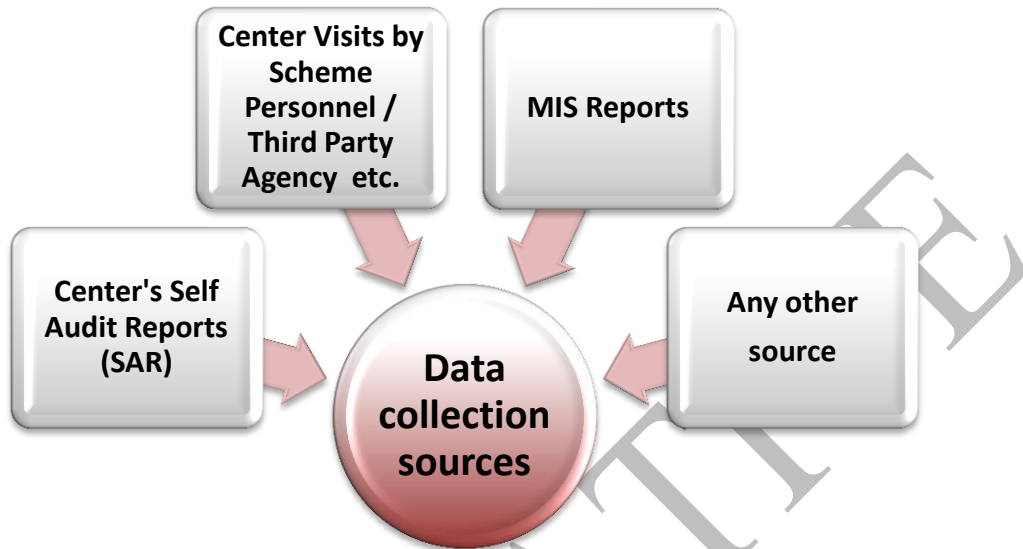 Center Visits by
Scheme
Personnel /
Third Party
Agency etc.
MIS Reports
Center's Self
Audit Reports
(SAR)
Any other
source
Data
collection
sources